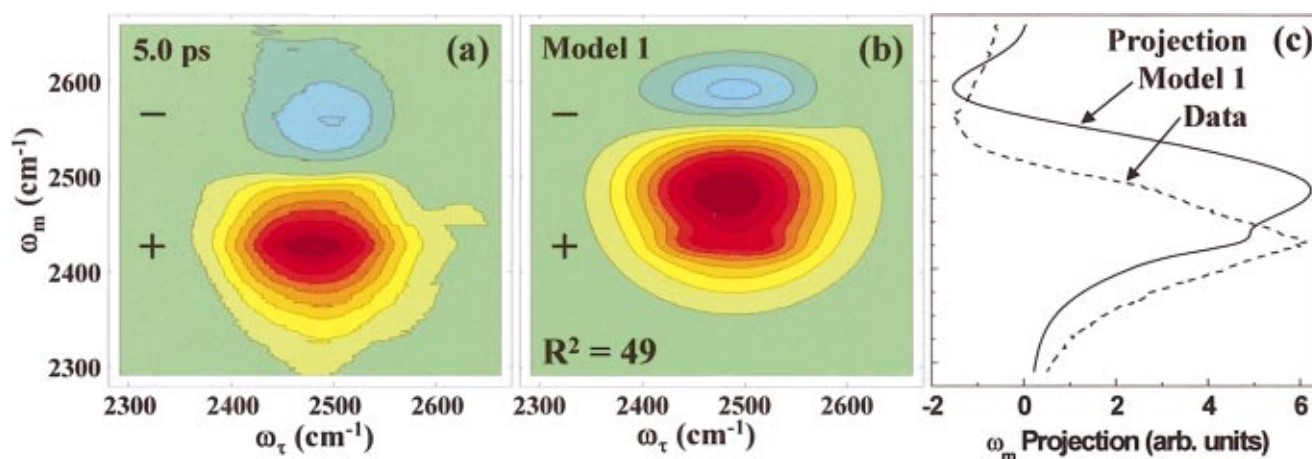 5.0 ps
(a)
−
+
2600
2500
2400
2300
ωm (cm⁻¹)
2300 2400 2500 2600
ωτ (cm⁻¹)
Model 1
(b)
−
+
R² = 49
2300 2400 2500 2600
ωτ (cm⁻¹)
(c)
Projection
Model 1
Data
-2 0 2 4 6
ωm Projection (arb. units)